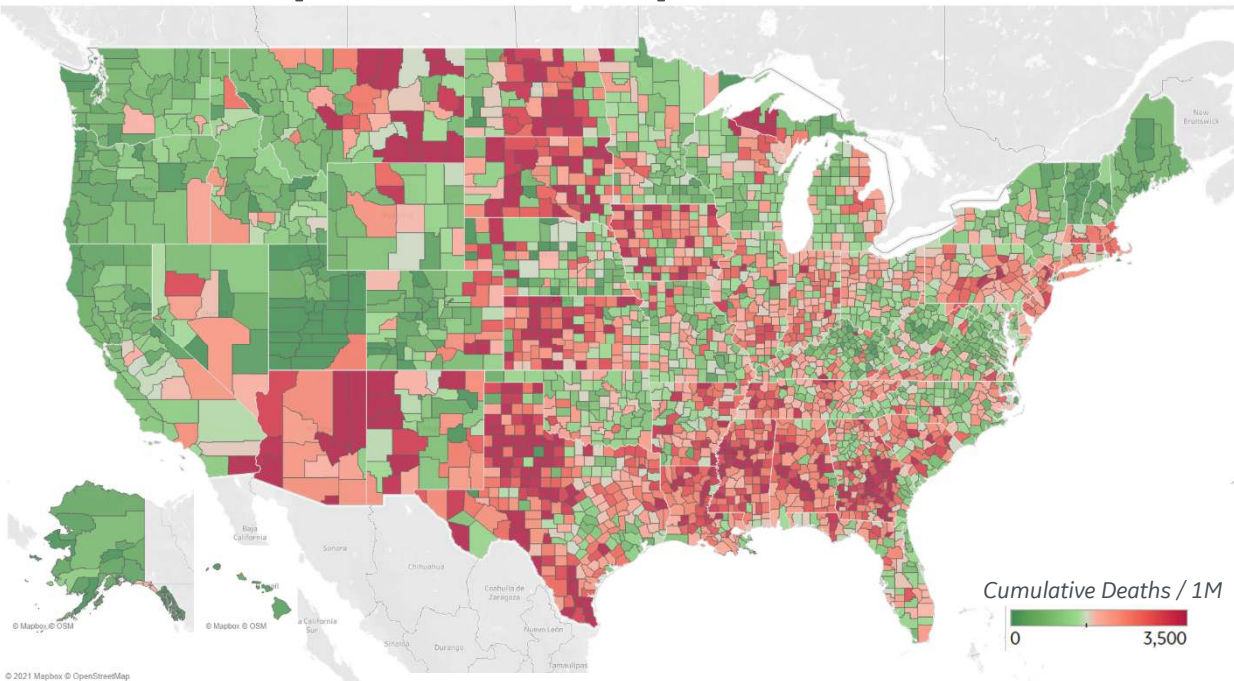 New
Brunswick
Baja
California
Sonora
Chihuahua
Coahuila de
Zaragoza
Nuevo León
Sinaloa
Durango
Tamaulipas
a California
Sur
© Mapbox © OSM
© Mapbox © OSM
Cumulative Deaths / 1M
0
3,500
© 2021 Mapbox © OpenStreetMap